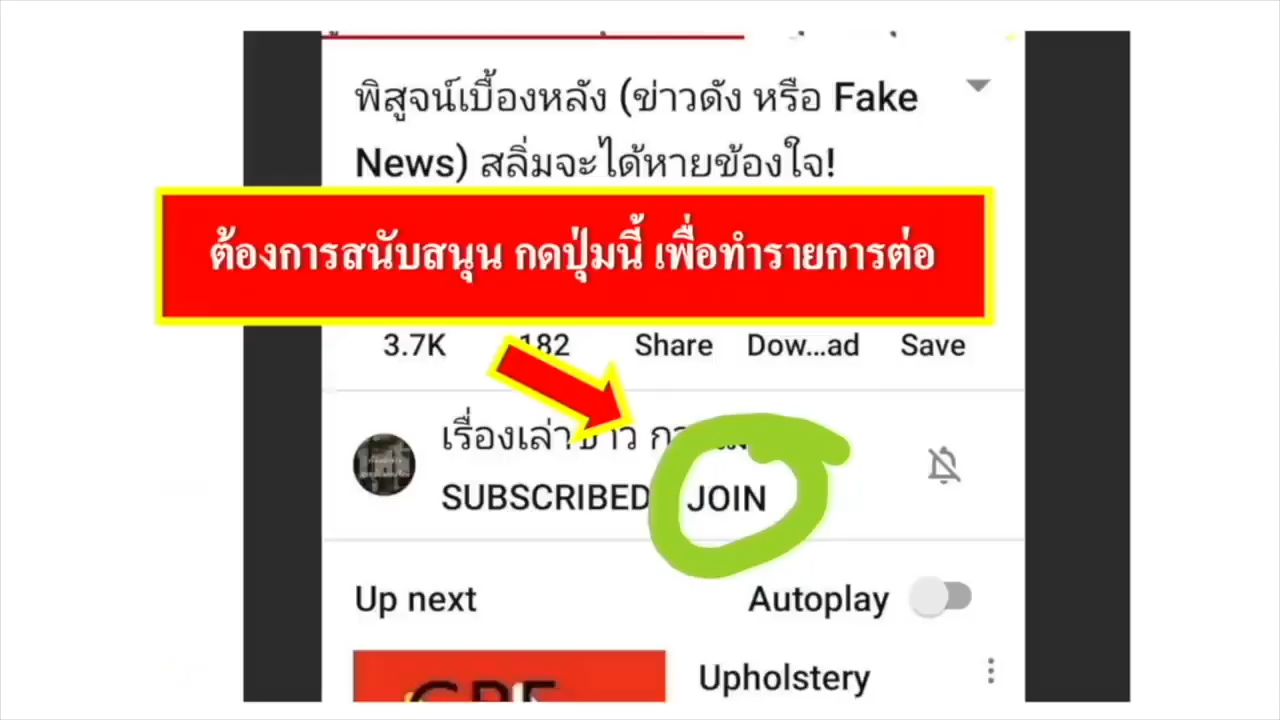 พิสูจน์เบื้องหลัง (ข่าวดัง หรือ Fake
News) สลิ่มจะได้หายข้องใจ!
ต้องการสนับสนุน กดปุ่มนี้ เพื่อทำรายการต่อ
3.7K 182 Share Dow...ad Save
เรื่องเล่า
SUBSCRIBED JOIN
Up next Autoplay
Upholstery